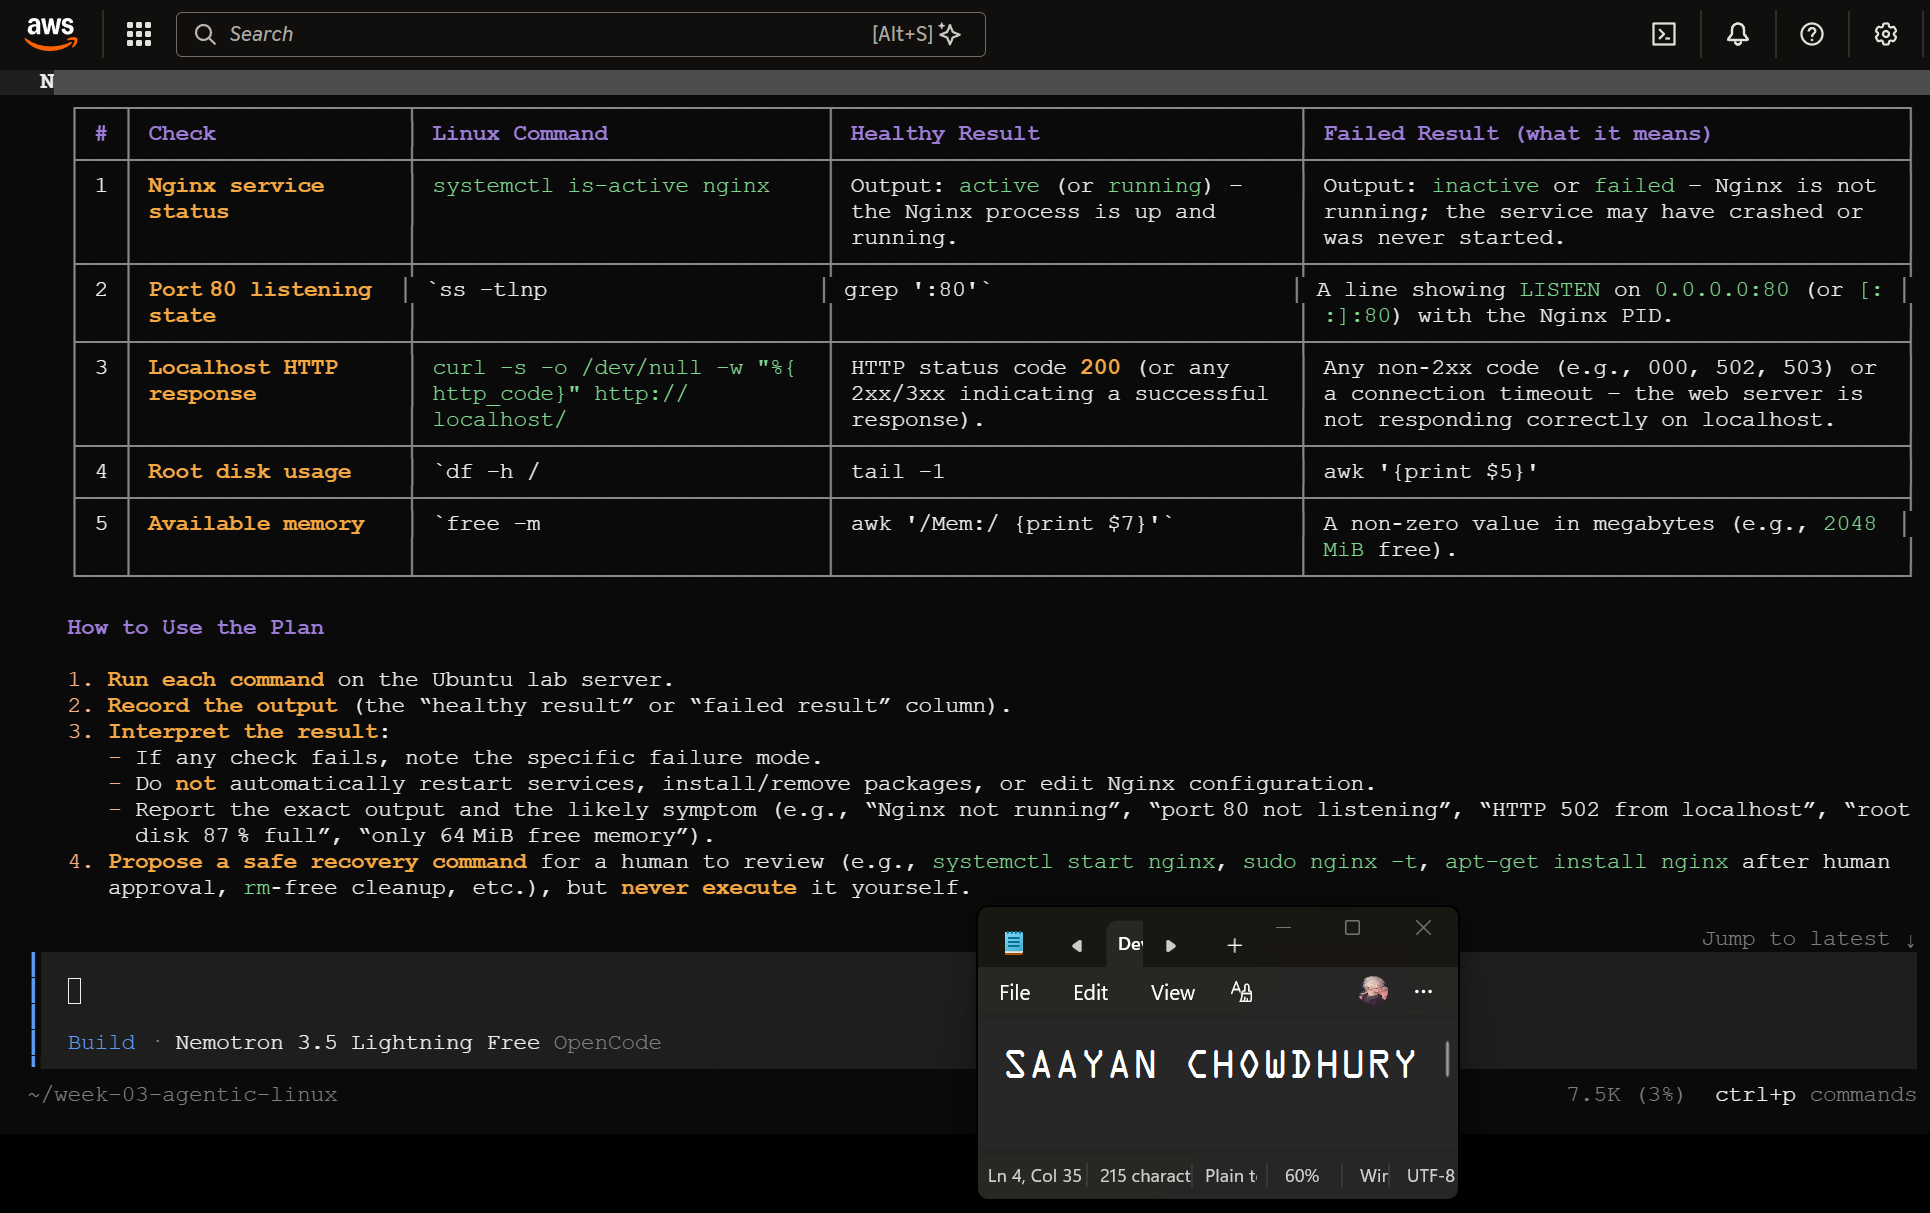 aws
Search [Alt+S]
N
# Check Linux Command Healthy Result Failed Result (what it means)
1 Nginx service systemctl is-active nginx Output: active (or running) – Output: inactive or failed – Nginx is not
status the Nginx process is up and running; the service may have crashed or
running. was never started.
2 Port 80 listening `ss -tlnp grep ':80'` A line showing LISTEN on 0.0.0.0:80 (or [:
state :]:80) with the Nginx PID.
3 Localhost HTTP curl -s -o /dev/null -w "%{ HTTP status code 200 (or any Any non-2xx code (e.g., 000, 502, 503) or
response http_code}" http:// 2xx/3xx indicating a successful a connection timeout – the web server is
localhost/ response). not responding correctly on localhost.
4 Root disk usage `df -h / tail -1 awk '{print $5}'
5 Available memory `free -m awk '/Mem:/ {print $7}'` A non-zero value in megabytes (e.g., 2048
MiB free).
How to Use the Plan
1. Run each command on the Ubuntu lab server.
2. Record the output (the “healthy result” or “failed result” column).
3. Interpret the result:
– If any check fails, note the specific failure mode.
– Do not automatically restart services, install/remove packages, or edit Nginx configuration.
– Report the exact output and the likely symptom (e.g., “Nginx not running”, “port 80 not listening”, “HTTP 502 from localhost”, “root
disk 87 % full”, “only 64 MiB free memory”).
4. Propose a safe recovery command for a human to review (e.g., systemctl start nginx, sudo nginx -t, apt-get install nginx after human
approval, rm-free cleanup, etc.), but never execute it yourself.
Jump to latest ↓
Build · Nemotron 3.5 Lightning Free OpenCode
~/week-03-agentic-linux
7.5K (3%) ctrl+p commands
File Edit View
SAAYAN CHOWDHURY
Ln 4, Col 35 215 charact Plain 60% UTF-8